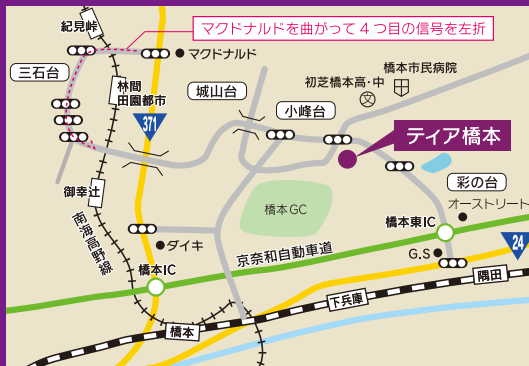 紀見峠
マクドナルドを曲がって4つ目の信号を左折
マクドナルド
三石台
林間
田園都市
城山台
初芝橋本高・中
橋本市民病院
文
小峰台
371
ティア橋本
彩の台
御幸辻
橋本GC
オーストリート
橋本東IC
南海高野線
ダイキ
京奈和自動車道
G.S
24
橋本IC
隅田
下兵庫
橋本